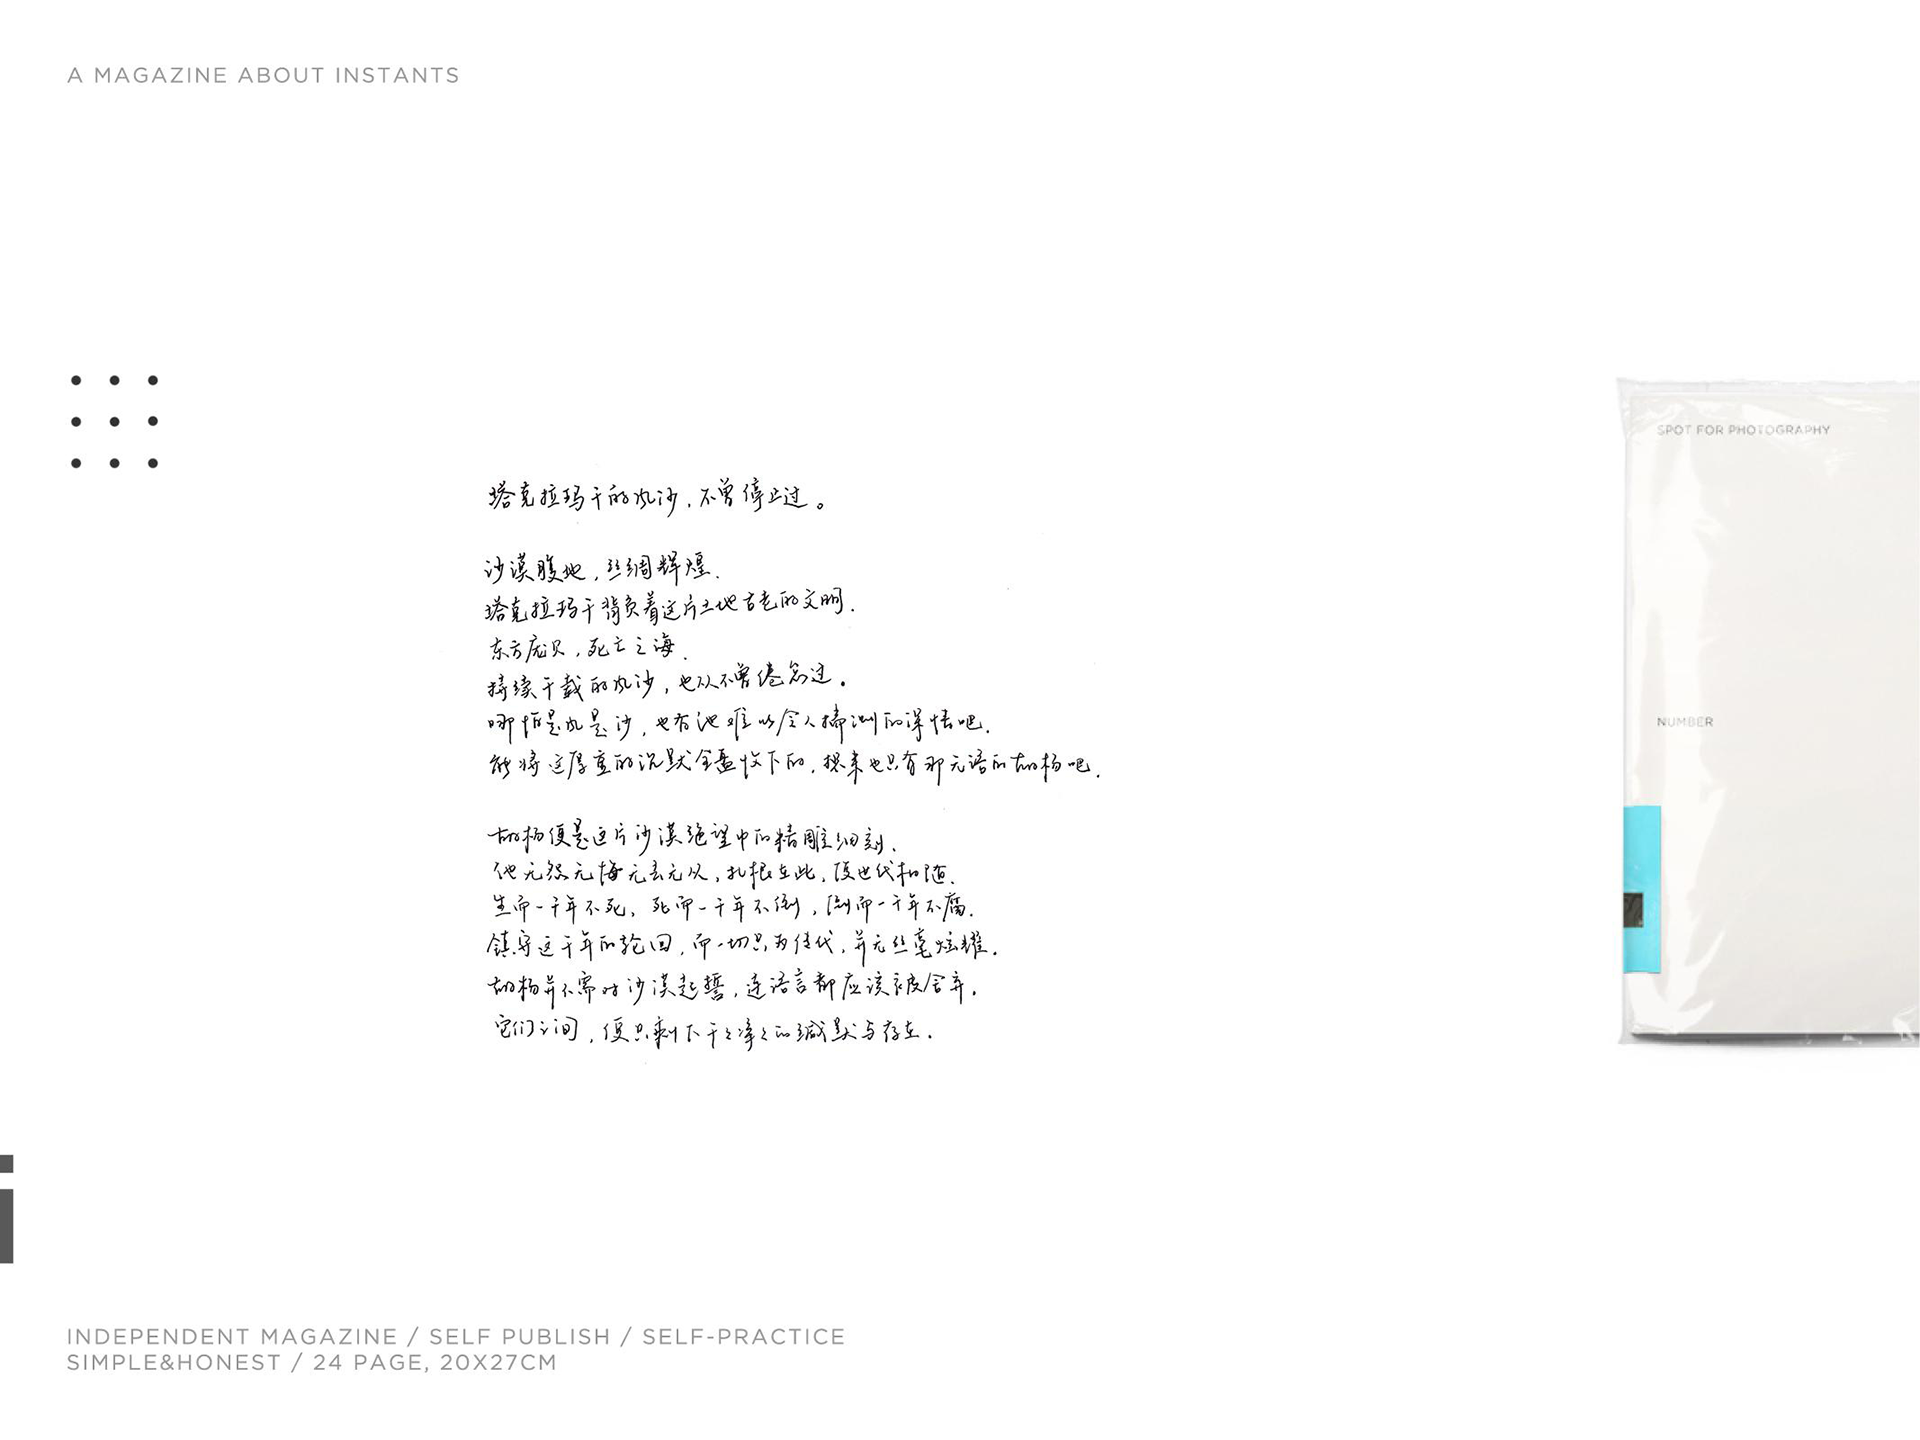 A MAGAZINE ABOUT INSTANTS
塔克拉玛干的风沙，不曾停止过。
沙漠腹地，丝绸辉煌.
塔克拉玛干背负着这片土地古老的文明.
东方庞贝，死亡之海.
持续千载的风沙，也从不曾倦怠过.
哪怕是风是沙，也有池难以令人揣测的深情吧.
能将这厚重的沉默全盘收下的，想来也只有那无语的胡杨吧.
胡杨便是这片沙漠绝望中的精雕细刻.
他无怨无悔无去无从，扎根在此，侵世代相随.
生而一千年不死，死而一千年不倒，倒而一千年不腐.
镇守这千年的轮回，而一切只为传代，并无丝毫炫耀.
胡杨并不需对沙漠起誓，连语言都应该被舍弃.
它们之间，便只剩下干干净净的缄默与存在.
SPOT FOR PHOTOGRAPHY
NUMBER
i
INDEPENDENT MAGAZINE / SELF PUBLISH / SELF-PRACTICE
SIMPLE&HONEST / 24 PAGE, 20X27CM